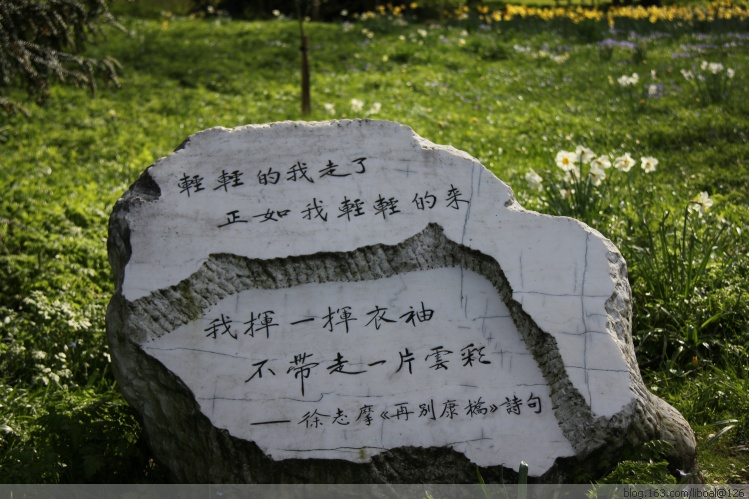 輕輕的我走了
正如我輕輕的来
我揮一揮衣袖
不帶走一片雲彩
——徐志摩《再别康橋》詩句
blog.163.com/liboal@126